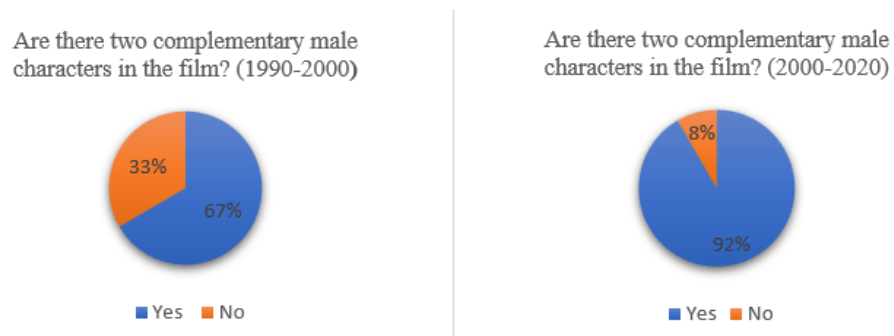 Are there two complementary male
characters in the film? (1990-2000)
33%
67%
Yes No
Are there two complementary male
characters in the film? (2000-2020)
8%
92%
Yes No